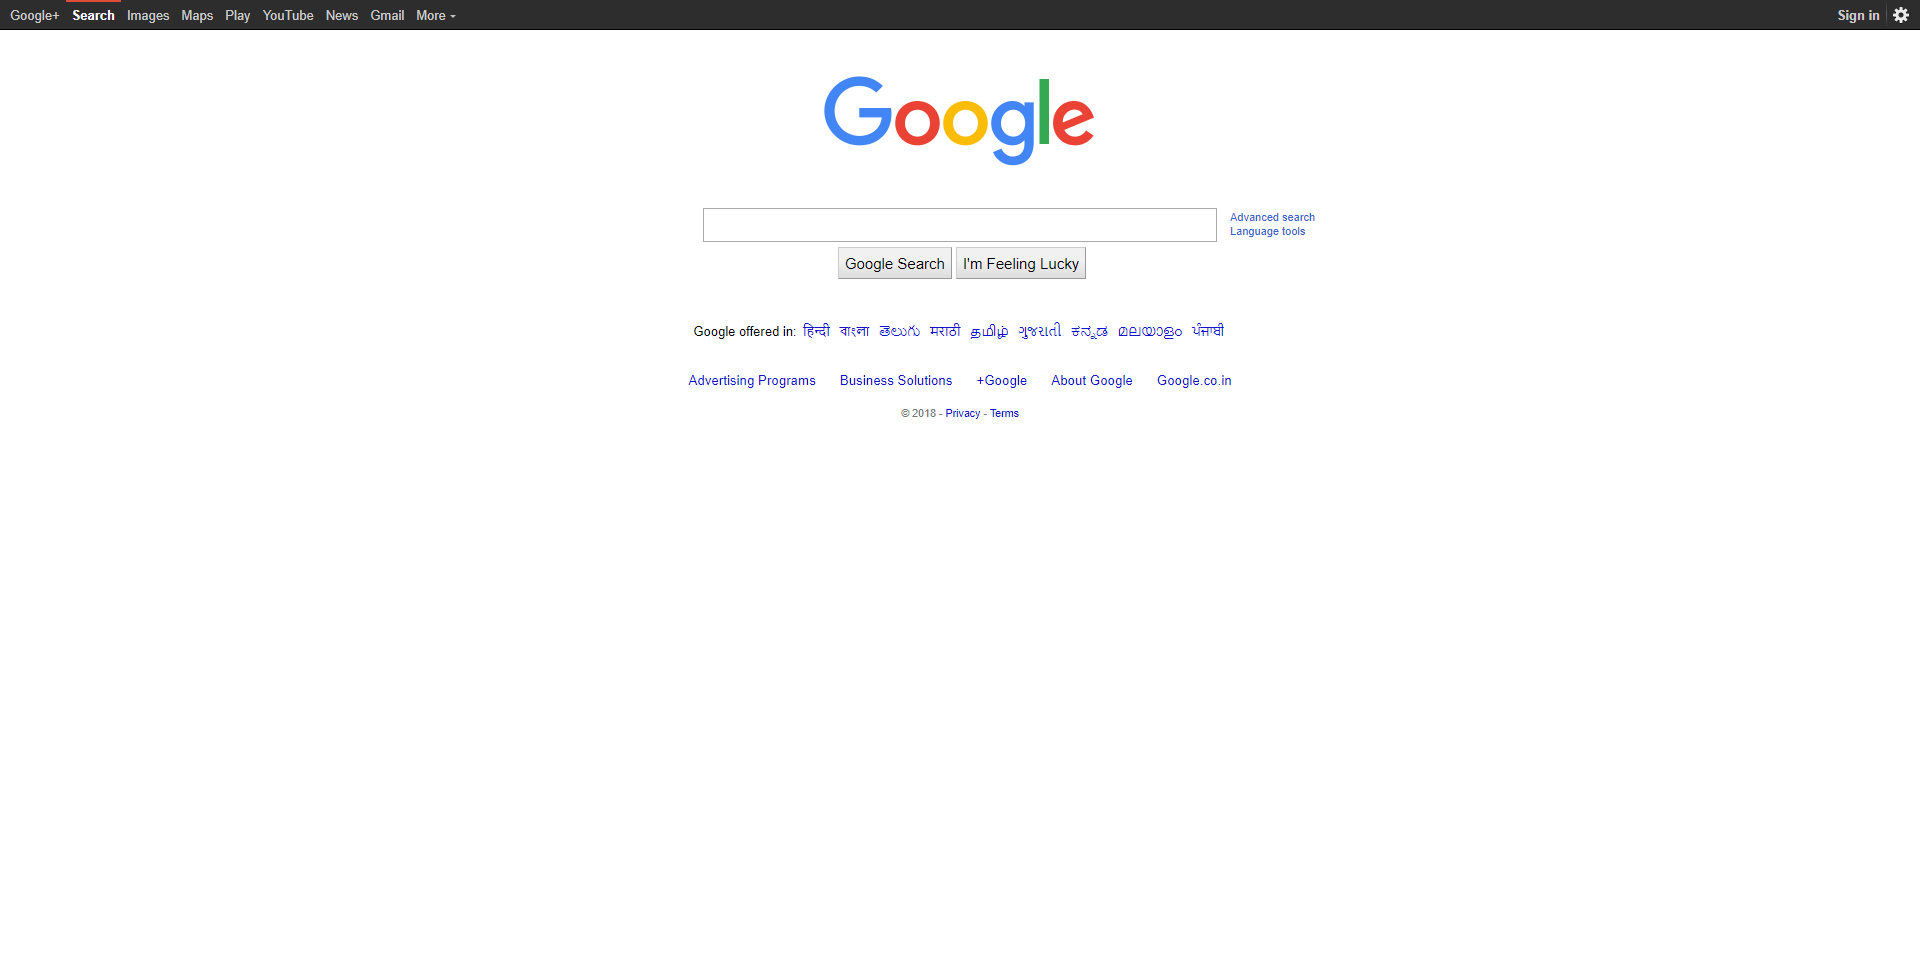 Google+ Search Images Maps Play YouTube News Gmail More Sign in
Google
Advanced search
Language tools
Google Search I'm Feeling Lucky
Google offered in: हिन्दी বাংলা తెలుగు मराठी தமிழ் ગુજરાતી ಕನ್ನಡ മലയാളം ਪੰਜਾਬੀ
Advertising Programs Business Solutions +Google About Google Google.co.in
© 2018 - Privacy - Terms